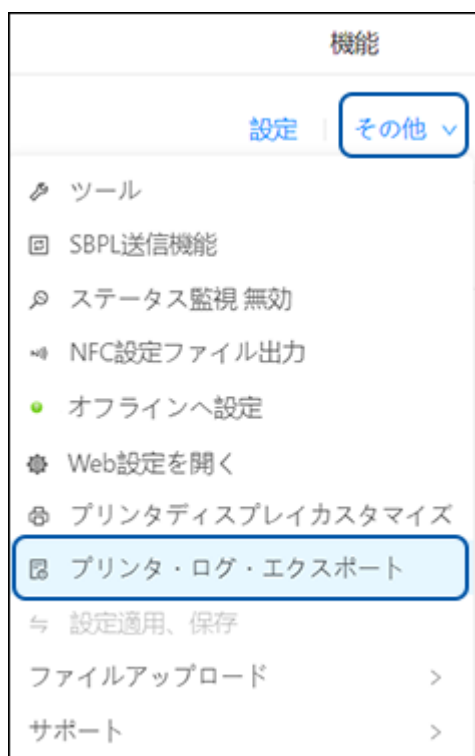 機能
設定 その他
ツール
SBPL送信機能
ステータス監視 無効
NFC設定ファイル出力
オフラインへ設定
Web設定を開く
プリンタディスプレイカスタマイズ
プリンタ・ログ・エクスポート
設定適用、保存
ファイルアップロード
サポート